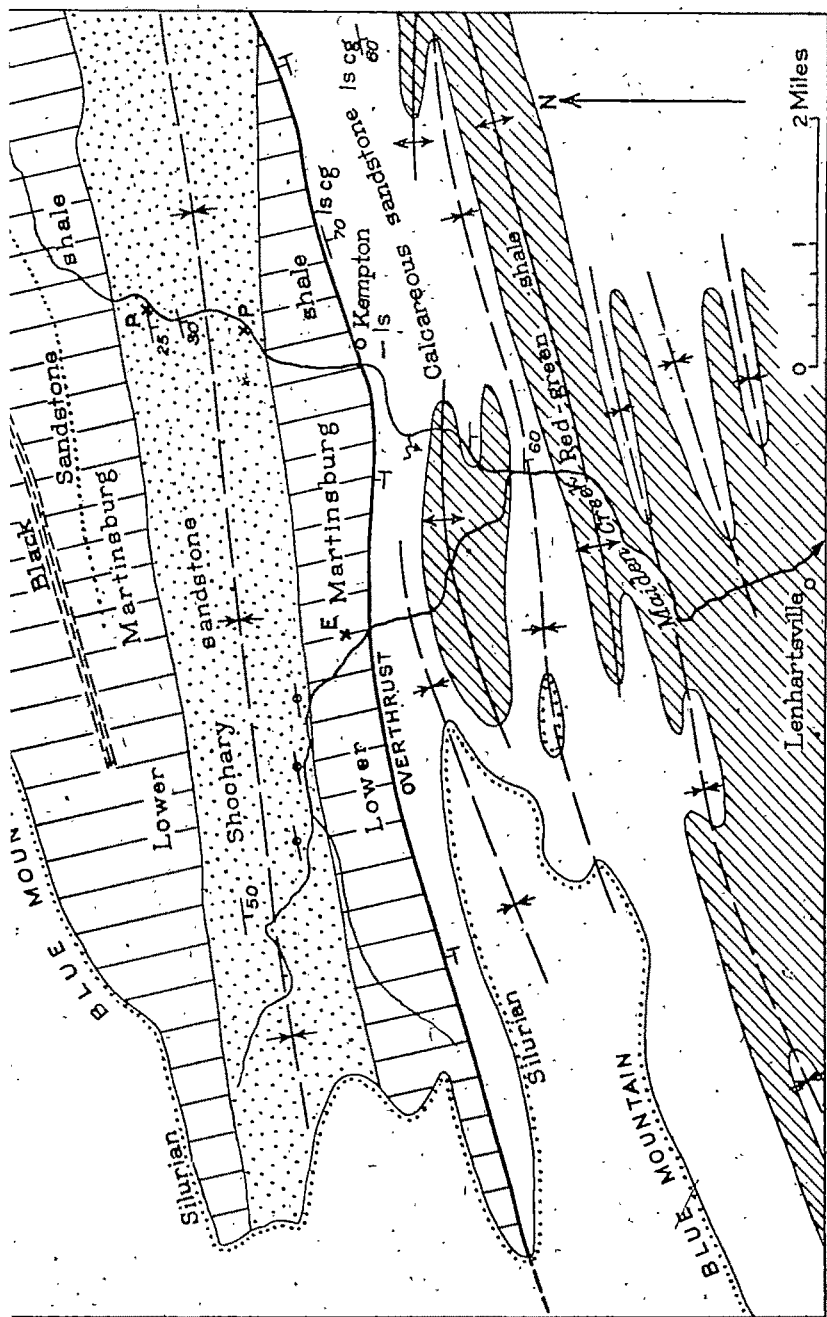 BLUE MOUN
Black
Sandstone
shale
Martinsburg
Lower
Silurian
P
25
30
P
sandstone
Shochary
50
E
Martinsburg
shale
Lower
70
ls cg
ls cg
60
Kempton
ls
OVERTHRUST
Calcareous sandstone
Silurian
60
Red-green
shale
Maiden Creek
BLUE MOUNTAIN
Lenhartsville
N
0 1 2 Miles